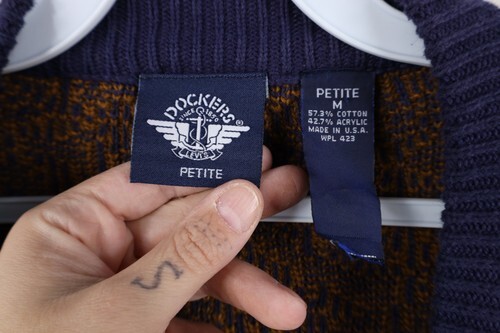 DOCKERS®
SINCE 1850
LEVI'S
PETITE
PETITE
M
57.3% COTTON
42.7% ACRYLIC
MADE IN U.S.A.
WPL 423
S